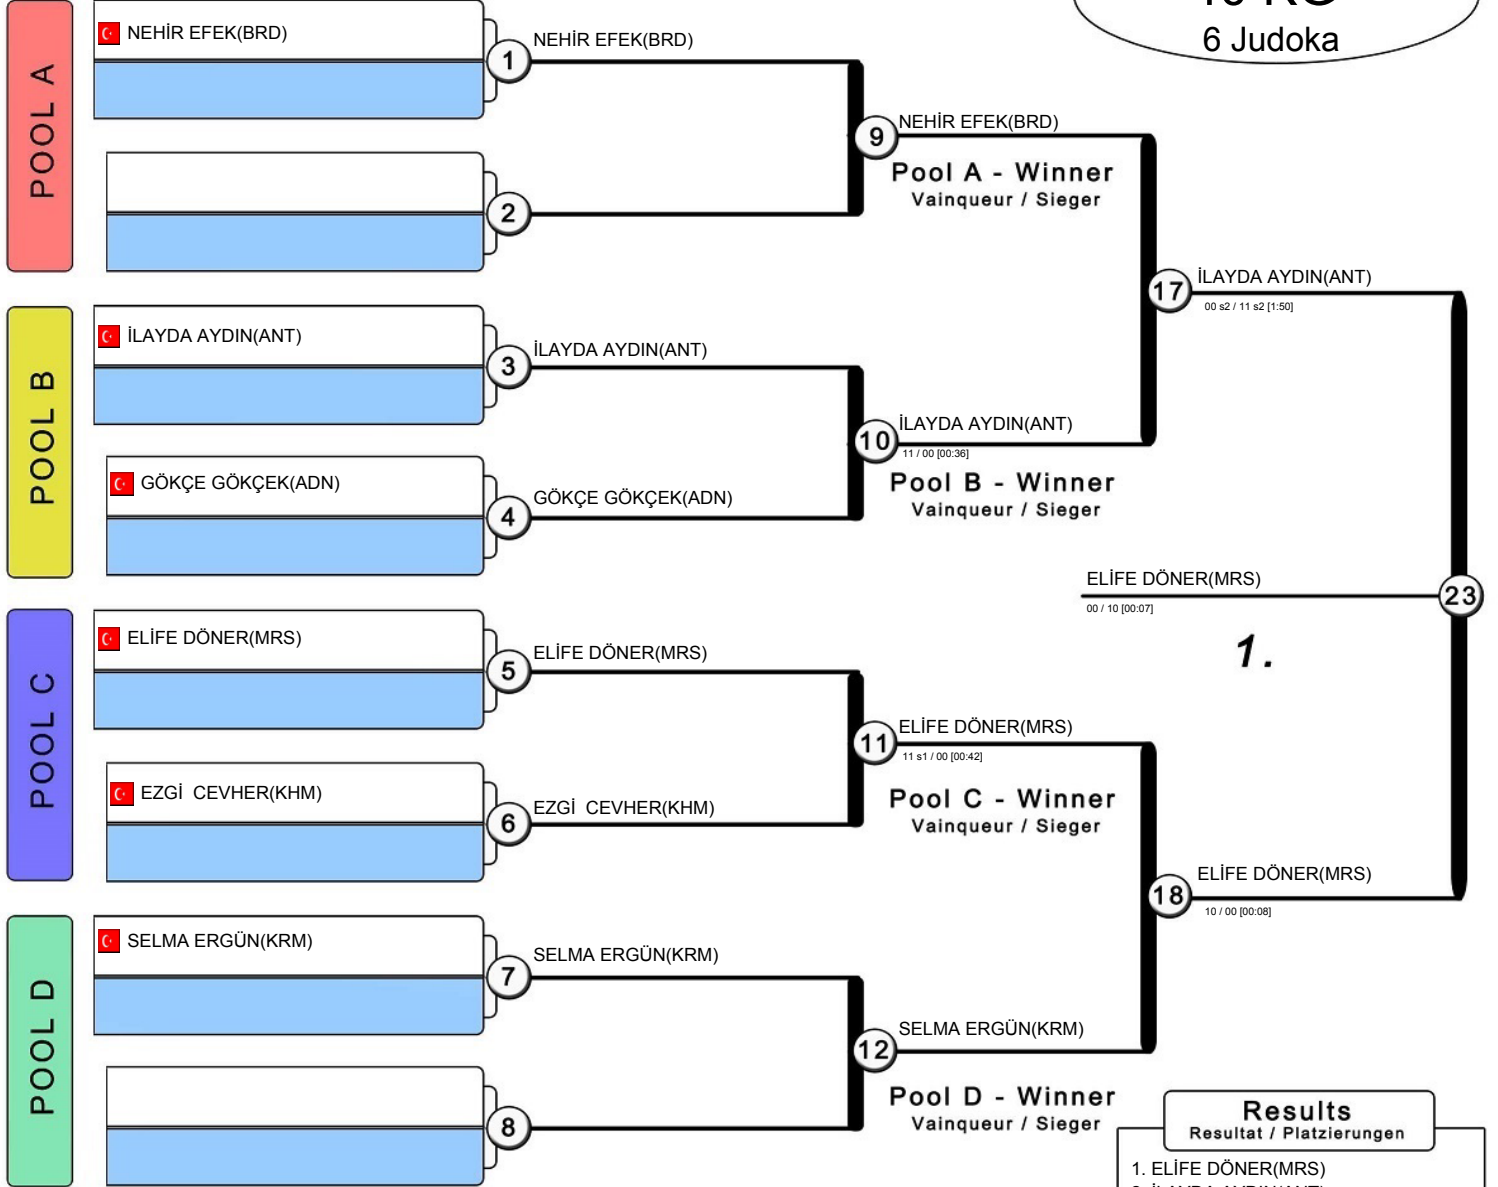 KG
6 Judoka
POOL A
NEHİR EFEK(BRD)
1
NEHİR EFEK(BRD)
2
9
NEHİR EFEK(BRD)
Pool A - Winner
Vainqueur / Sieger
POOL B
İLAYDA AYDIN(ANT)
3
İLAYDA AYDIN(ANT)
GÖKÇE GÖKÇEK(ADN)
4
GÖKÇE GÖKÇEK(ADN)
10
İLAYDA AYDIN(ANT)
11 / 00 [00:36]
Pool B - Winner
Vainqueur / Sieger
17
İLAYDA AYDIN(ANT)
00 s2 / 11 s2 [1:50]
POOL C
ELİFE DÖNER(MRS)
5
ELİFE DÖNER(MRS)
EZGİ  CEVHER(KHM)
6
EZGİ  CEVHER(KHM)
11
ELİFE DÖNER(MRS)
11 s1 / 00 [00:42]
Pool C - Winner
Vainqueur / Sieger
POOL D
SELMA ERGÜN(KRM)
7
SELMA ERGÜN(KRM)
8
12
SELMA ERGÜN(KRM)
Pool D - Winner
Vainqueur / Sieger
18
ELİFE DÖNER(MRS)
10 / 00 [00:08]
23
ELİFE DÖNER(MRS)
00 / 10 [00:07]
1.
Results
Resultat / Platzierungen
1. ELİFE DÖNER(MRS)